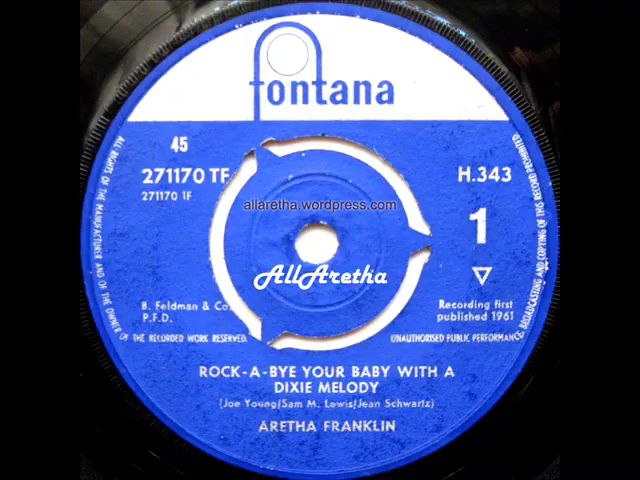 fontana
45
271170 TF
271170 1F
H.343
allaretha.wordpress.com
1
AllAretha
B. Feldman & Co.
P.F.D.
Recording first
published 1961
ALL RIGHTS OF THE MANUFACTURER AND OF THE OWNER OF THE RECORDED WORK RESERVED.
UNAUTHORISED PUBLIC PERFORMANCE, BROADCASTING AND COPYING OF THIS RECORD PROHIBITED.
ROCK-A-BYE YOUR BABY WITH A
DIXIE MELODY
(Joe Young/Sam M. Lewis/Jean Schwartz)
ARETHA FRANKLIN